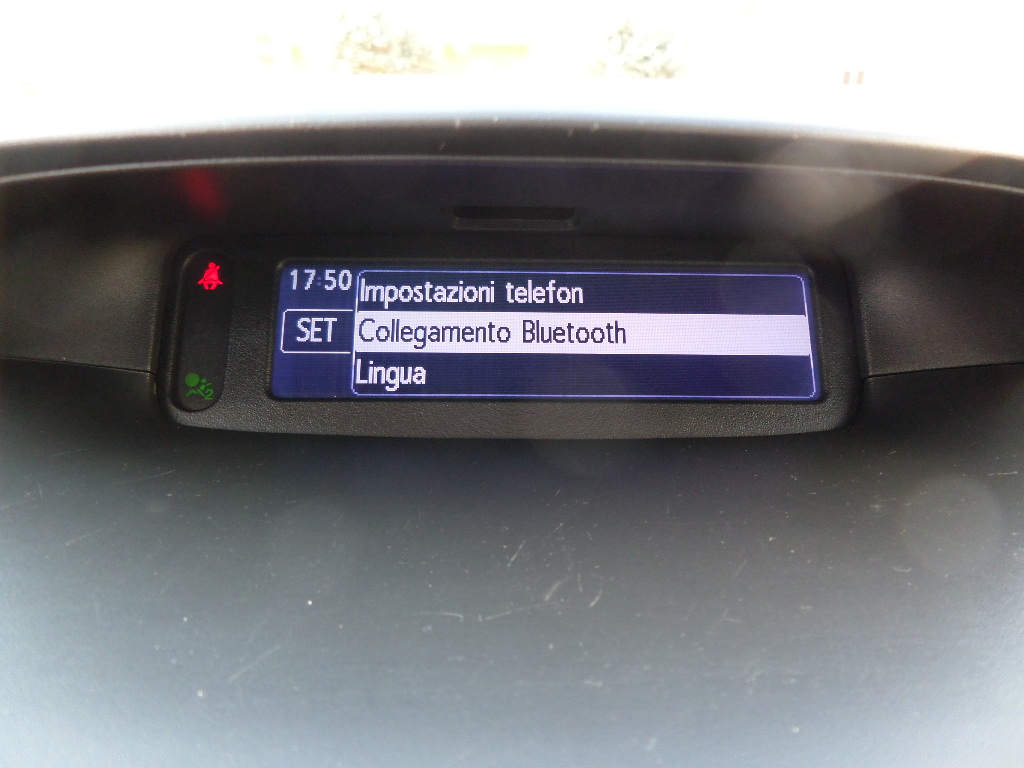 17:50
Impostazioni telefon
SET
Collegamento Bluetooth
Lingua